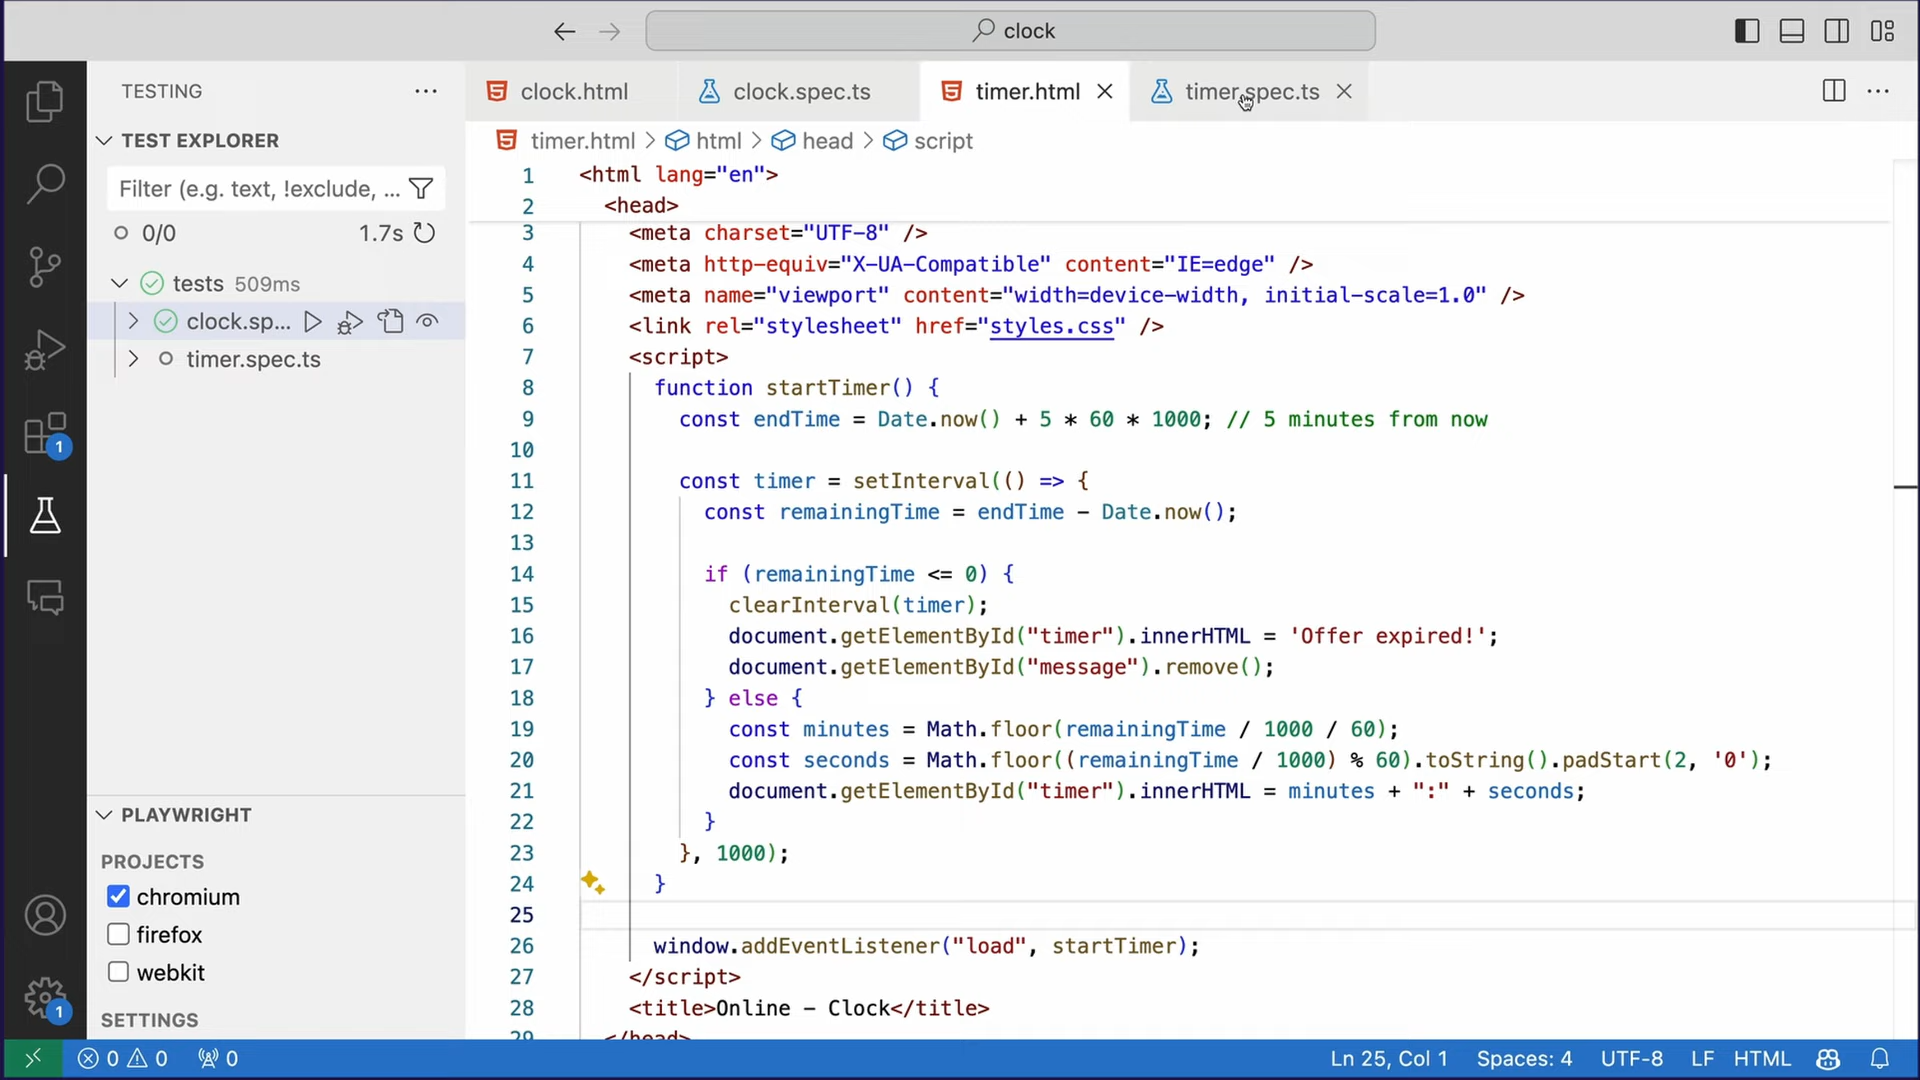 clock
TESTING
TEST EXPLORER
Filter (e.g. text, !exclude, ...
0/0 1.7s
tests 509ms
clock.sp...
timer.spec.ts
PLAYWRIGHT
PROJECTS
chromium
firefox
webkit
SETTINGS
1
1
clock.html clock.spec.ts timer.html timer.spec.ts
timer.html > html > head > script
1 <html lang="en">
2 <head>
3 <meta charset="UTF-8" />
4 <meta http-equiv="X-UA-Compatible" content="IE=edge" />
5 <meta name="viewport" content="width=device-width, initial-scale=1.0" />
6 <link rel="stylesheet" href="styles.css" />
7 <script>
8 function startTimer() {
9 const endTime = Date.now() + 5 * 60 * 1000; // 5 minutes from now
10
11 const timer = setInterval(() => {
12 const remainingTime = endTime - Date.now();
13
14 if (remainingTime <= 0) {
15 clearInterval(timer);
16 document.getElementById("timer").innerHTML = 'Offer expired!';
17 document.getElementById("message").remove();
18 } else {
19 const minutes = Math.floor(remainingTime / 1000 / 60);
20 const seconds = Math.floor((remainingTime / 1000) % 60).toString().padStart(2, '0');
21 document.getElementById("timer").innerHTML = minutes + ":" + seconds;
22 }
23 }, 1000);
24 }
25
26 window.addEventListener("load", startTimer);
27 </script>
28 <title>Online - Clock</title>
29 </head>
0 0 0 Ln 25, Col 1 Spaces: 4 UTF-8 LF HTML